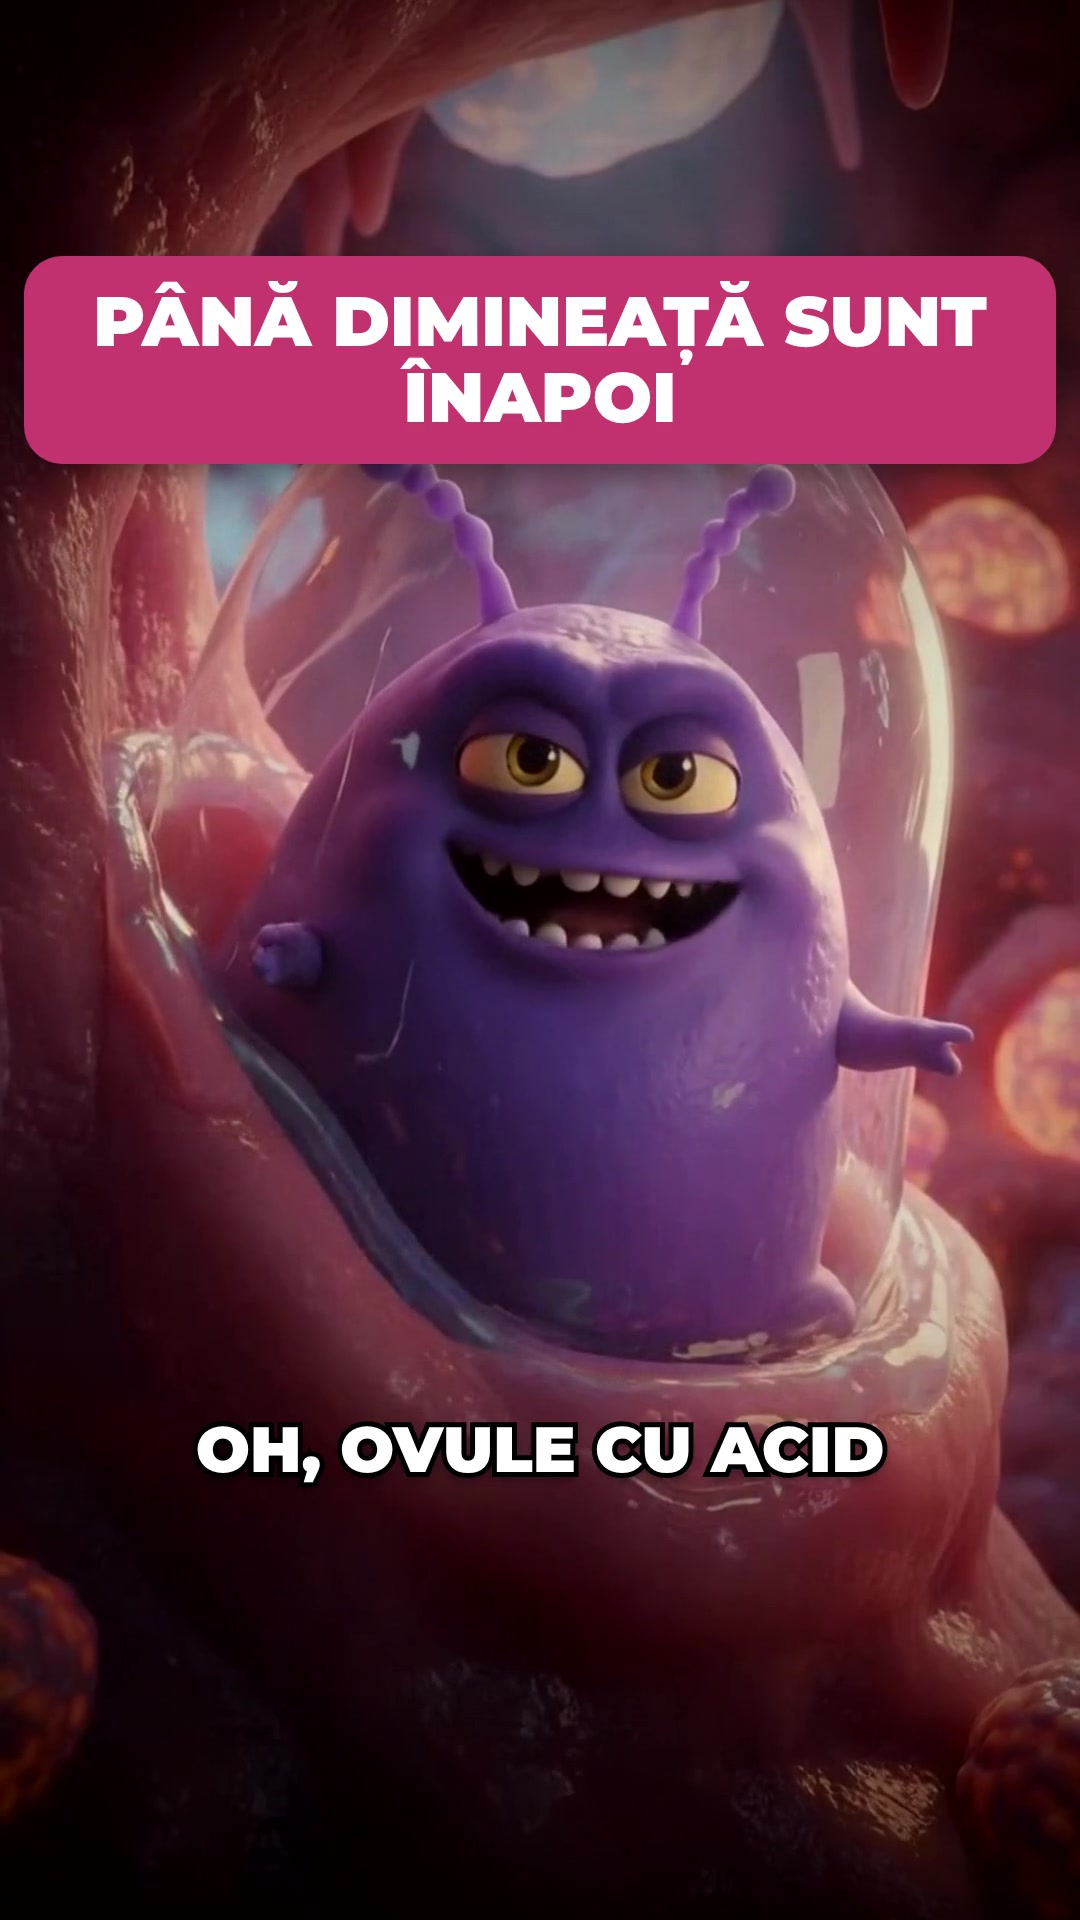 PÂNĂ DIMINEAȚĂ SUNT
ÎNAPOI
OH, OVULE CU ACID